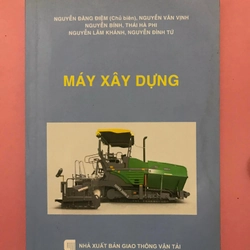 NGUYỄN ĐĂNG ĐIỆM (Chủ biên), NGUYỄN VĂN VỊNH
NGUYỄN BÍNH, THÁI HÀ PHI
NGUYỄN LÂM KHÁNH, NGUYỄN ĐÌNH TỨ
MÁY XÂY DỰNG
NHÀ XUẤT BẢN GIAO THÔNG VẬN TẢI